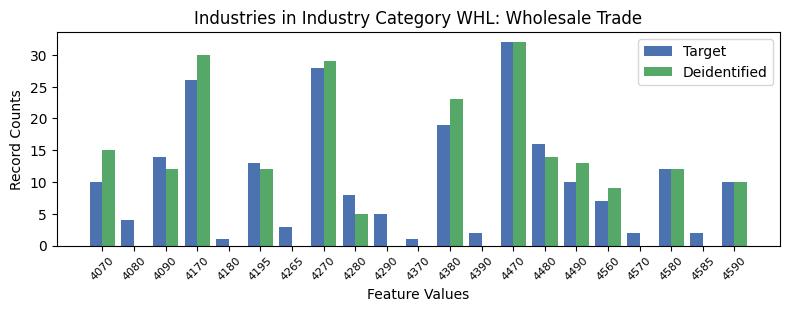 Industries in Industry Category WHL: Wholesale Trade
Target
Deidentified
Record Counts
30
25
20
15
10
5
0
4070 4080 4090 4170 4180 4195 4265 4270 4280 4290 4370 4380 4390 4470 4480 4490 4560 4570 4580 4585 4590
Feature Values